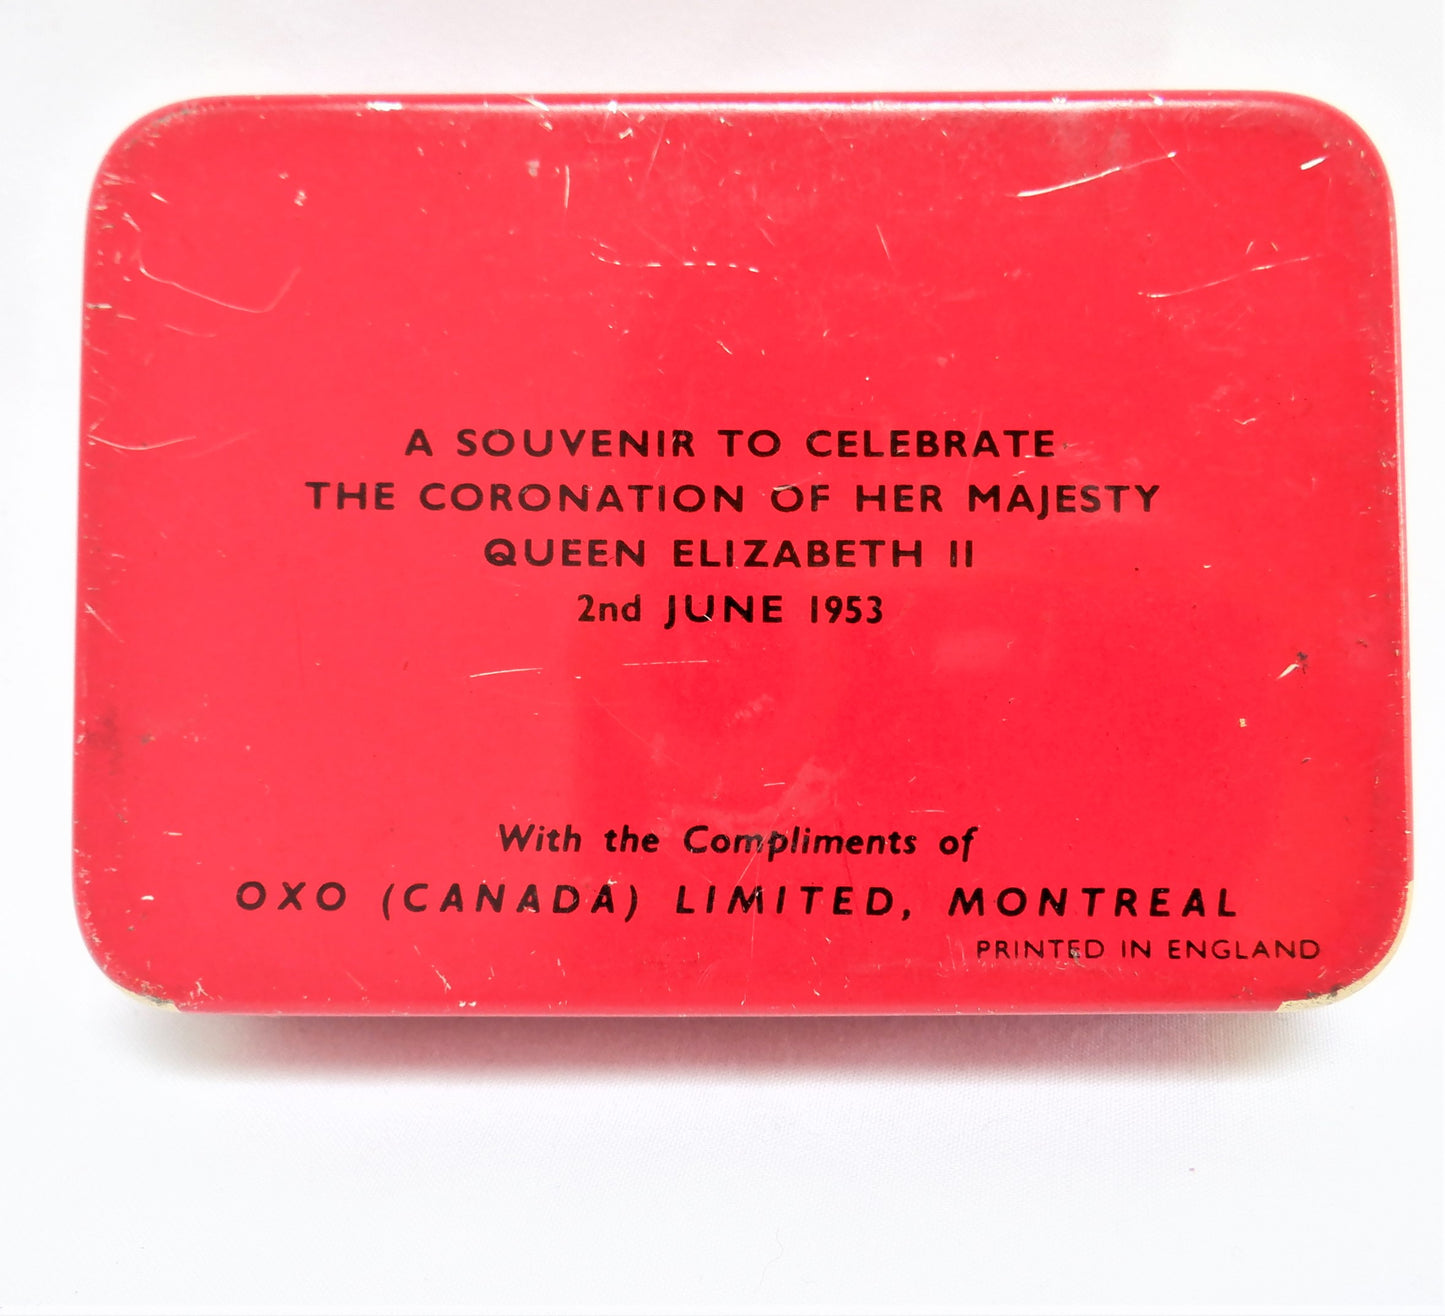 A SOUVENIR TO CELEBRATE
THE CORONATION OF HER MAJESTY
QUEEN ELIZABETH II
2nd JUNE 1953
With the Compliments of
OXO (CANADA) LIMITED, MONTREAL
PRINTED IN ENGLAND